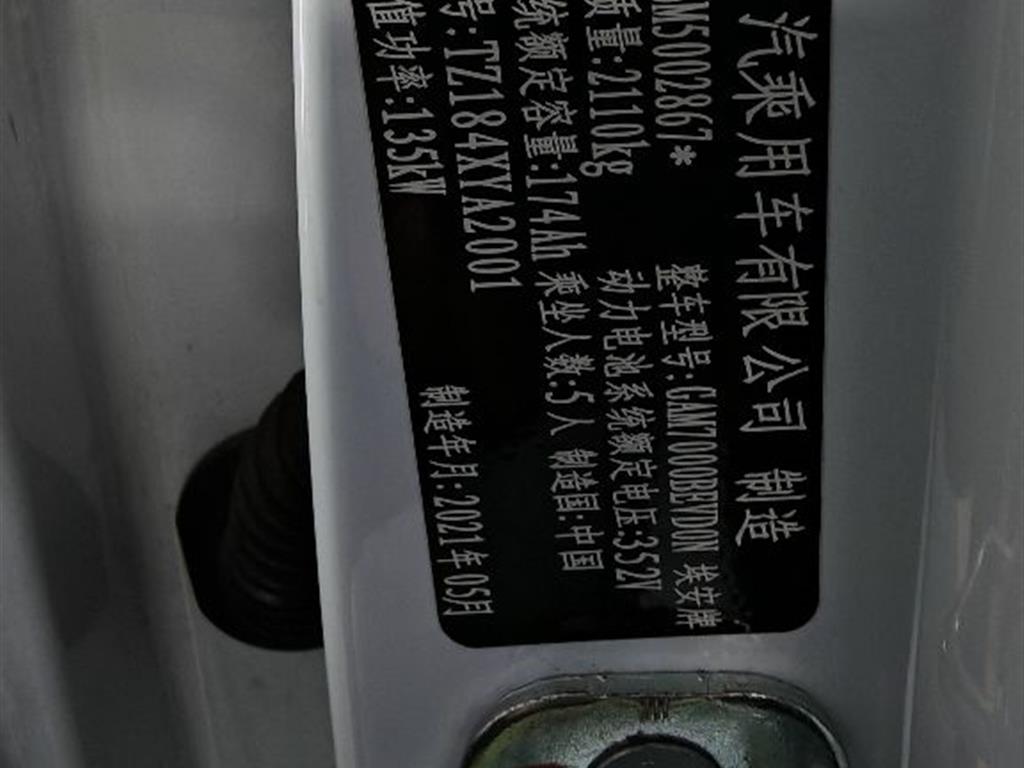 汽乘用车有限公司 制造
M5002867* 整车型号:GAM7000BEVD0N 埃安牌
质量:2110kg 动力电池系统额定电压:352V
统额定容量:174Ah 乘坐人数:5人 制造国:中国
号:TZ184XYA2001
值功率:135kW 制造年月:2021年05月